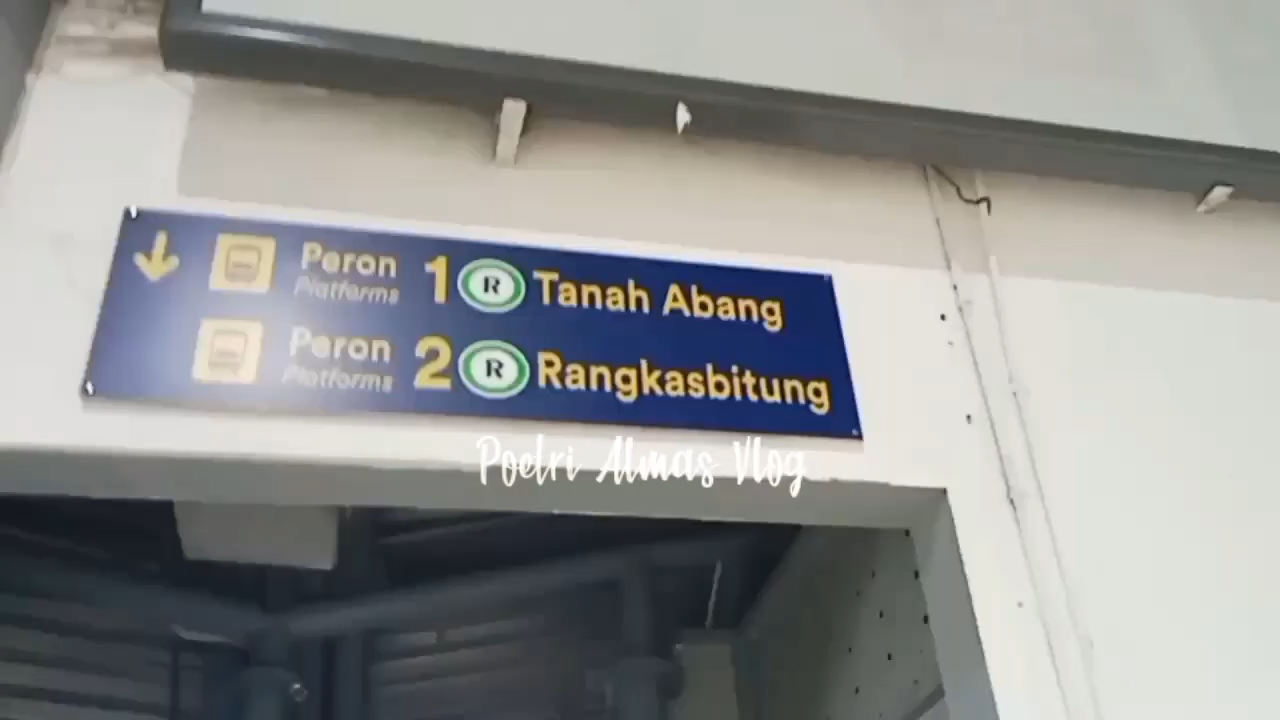 Peron 1 R Tanah Abang
Platforms
Peron 2 R Rangkasbitung
Platforms
Poetri Almas Vlog